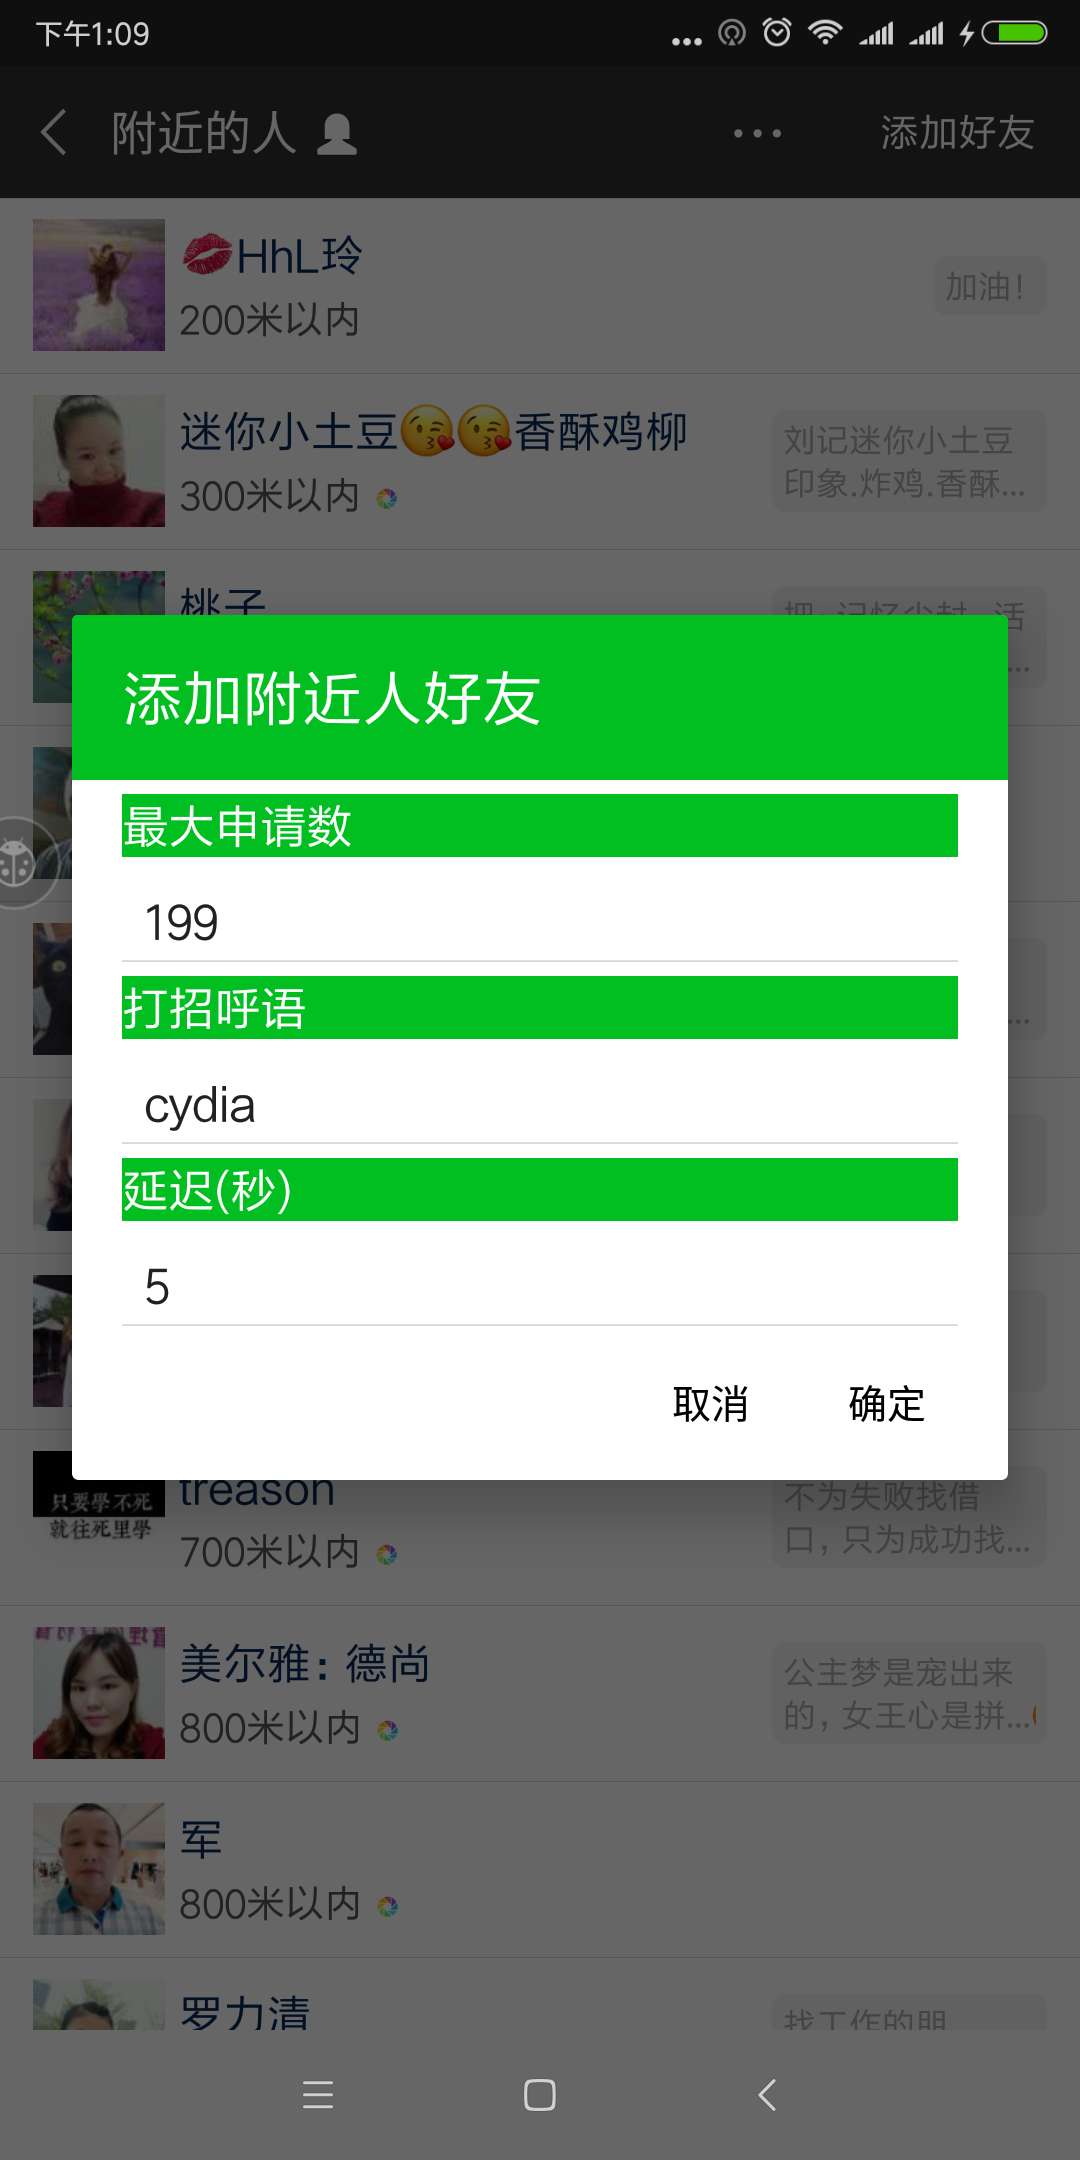 下午1:09
附近的人
添加好友
💋HhL玲
200米以内
加油！
迷你小土豆😘😘香酥鸡柳
300米以内
刘记迷你小土豆
印象.炸鸡.香酥...
桃子
添加附近人好友
最大申请数
199
打招呼语
cydia
延迟(秒)
5
取消
确定
只要學不死
就往死里學
treason
700米以内
不为失败找借
口，只为成功找...
美尔雅：德尚
800米以内
公主梦是宠出来
的，女王心是拼...
军
800米以内
罗力清
找工作的朋